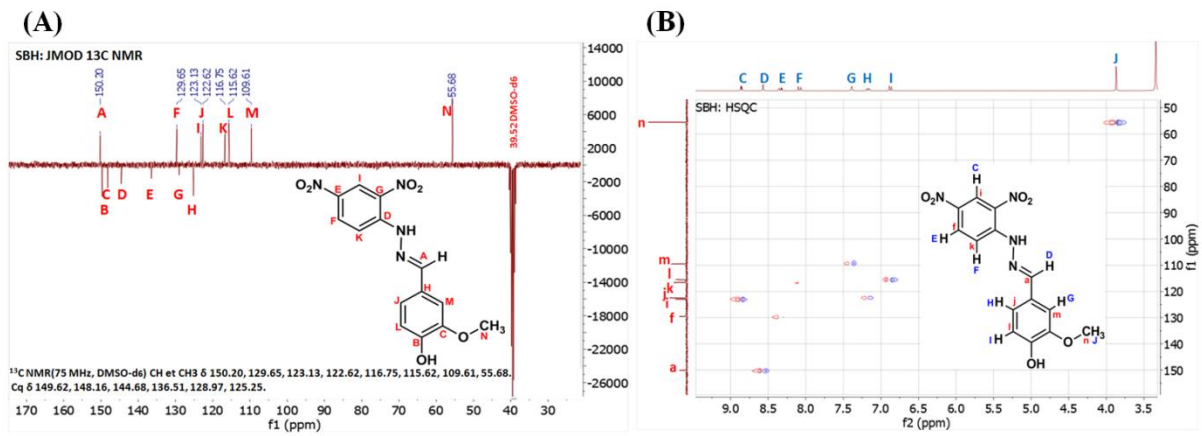 (A)
SBH: JMOD 13C NMR
150.20
129.65
123.13
122.62
116.75
115.62
109.61
55.68
39.52 DMSO-d6
A
F
J
L
M
I
K
N
C
D
E
G
B
H
14000
12000
10000
8000
6000
4000
2000
0
-2000
-4000
-6000
-8000
-10000
-12000
-14000
-16000
-18000
-20000
-22000
-24000
-26000
NO₂
I
NO₂
E
G
F
D
K
NH
N
A
H
H
J
M
L
C
B
O
CH₃
N
OH
¹³C NMR(75 MHz, DMSO-d6) CH et CH3 δ 150.20, 129.65, 123.13, 122.62, 116.75, 115.62, 109.61, 55.68.
Cq δ 149.62, 148.16, 144.68, 136.51, 128.97, 125.25.
170 160 150 140 130 120 110 100 90 80 70 60 50 40 30
f1 (ppm)
(B)
C D E F G H I J
SBH: HSQC
n
m
l
k
j
i
f
a
50
60
70
80
90
100
110
120
130
140
150
f1 (ppm)
C
H
O₂N
i
NO₂
f
H
E
k
H
F
NH
N
H
D
a
H
H
j
H
G
m
I
H
l
O
CH₃
n
J
OH
9.0 8.5 8.0 7.5 7.0 6.5 6.0 5.5 5.0 4.5 4.0 3.5
f2 (ppm)